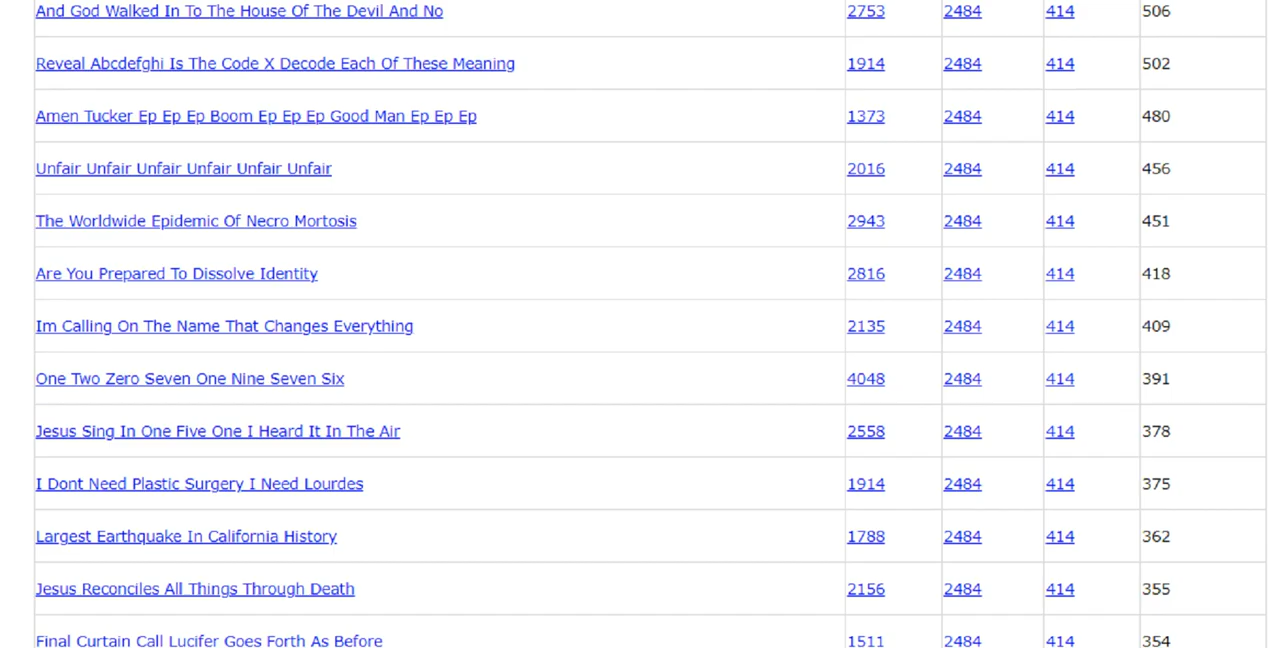 And God Walked In To The House Of The Devil And No 2753 2484 414 506
Reveal Abcdefghi Is The Code X Decode Each Of These Meaning 1914 2484 414 502
Amen Tucker Ep Ep Ep Boom Ep Ep Ep Good Man Ep Ep Ep 1373 2484 414 480
Unfair Unfair Unfair Unfair Unfair Unfair 2016 2484 414 456
The Worldwide Epidemic Of Necro Mortosis 2943 2484 414 451
Are You Prepared To Dissolve Identity 2816 2484 414 418
Im Calling On The Name That Changes Everything 2135 2484 414 409
One Two Zero Seven One Nine Seven Six 4048 2484 414 391
Jesus Sing In One Five One I Heard It In The Air 2558 2484 414 378
I Dont Need Plastic Surgery I Need Lourdes 1914 2484 414 375
Largest Earthquake In California History 1788 2484 414 362
Jesus Reconciles All Things Through Death 2156 2484 414 355
Final Curtain Call Lucifer Goes Forth As Before 1511 2484 414 354